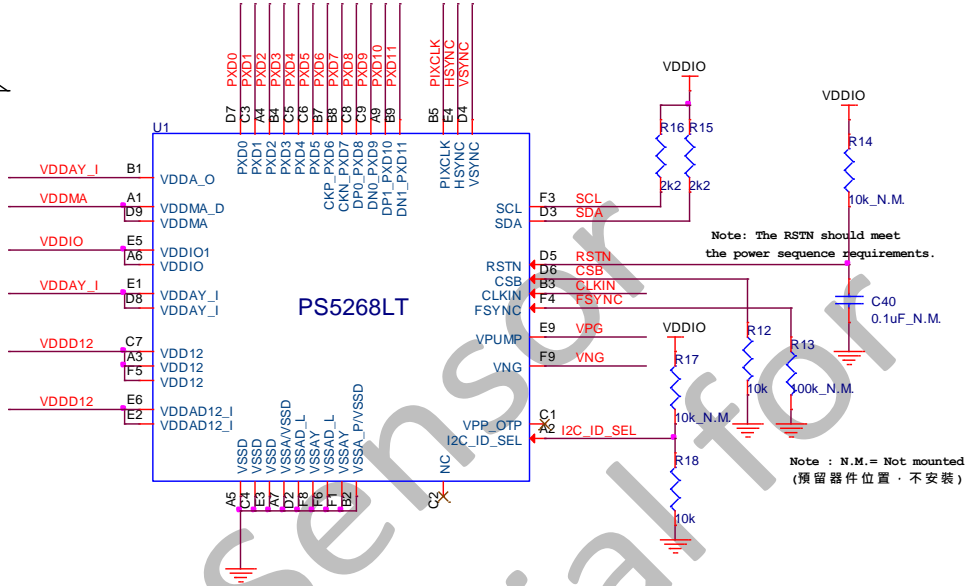 PXD0
PXD1
PXD2
PXD3
PXD4
PXD5
PXD6
PXD7
PXD8
PXD9
PXD10
PXD11
PIXCLK
HSYNC
VSYNC
D7
C3
A4
B4
C5
C6
B7
B8
C8
C9
A9
B9
B5
E4
D4
U1
PXD0
PXD1
PXD2
PXD3
PXD4
PXD5
CKP_PXD6
CKN_PXD7
DP0_PXD8
DN0_PXD9
DP1_PXD10
DN1_PXD11
PIXCLK
HSYNC
VSYNC
VDDAY_I B1 VDDA_O
VDDMA A1 VDDMA_D
D9 VDDMA
VDDIO E5 VDDIO1
A6 VDDIO
VDDAY_I E1 VDDAY_I
D8 VDDAY_I
VDDD12 C7 VDD12
A3 VDD12
F5 VDD12
VDDD12 E6 VDDAD12_I
E2 VDDAD12_I
PS5268LT
SCL F3 SCL
SDA D3 SDA
RSTN D5 RSTN
CSB D6 CSB
CLKIN B3 CLKIN
FSYNC F4 FSYNC
VPUMP E9 VPG
VNG F9 VNG
VPP_OTP C1
I2C_ID_SEL A2 I2C_ID_SEL
VSSD
VSSD
VSSD
VSSA/VSSD
VSSAD_L
VSSAY
VSSAD_L
VSSAY
VSSA_P/VSSD
NC
A5
C4
E3
A7
D2
F8
F6
F1
B2
C2
VDDIO
R16 R15
2k2 2k2
VDDIO
R14
10k_N.M.
Note: The RSTN should meet
the power sequence requirements.
C40
0.1uF_N.M.
VDDIO
R17
10k_N.M.
R12
10k
R13
100k_N.M.
R18
10k
Note : N.M.= Not mounted
(預留器件位置，不安裝)
Sensor
ial for